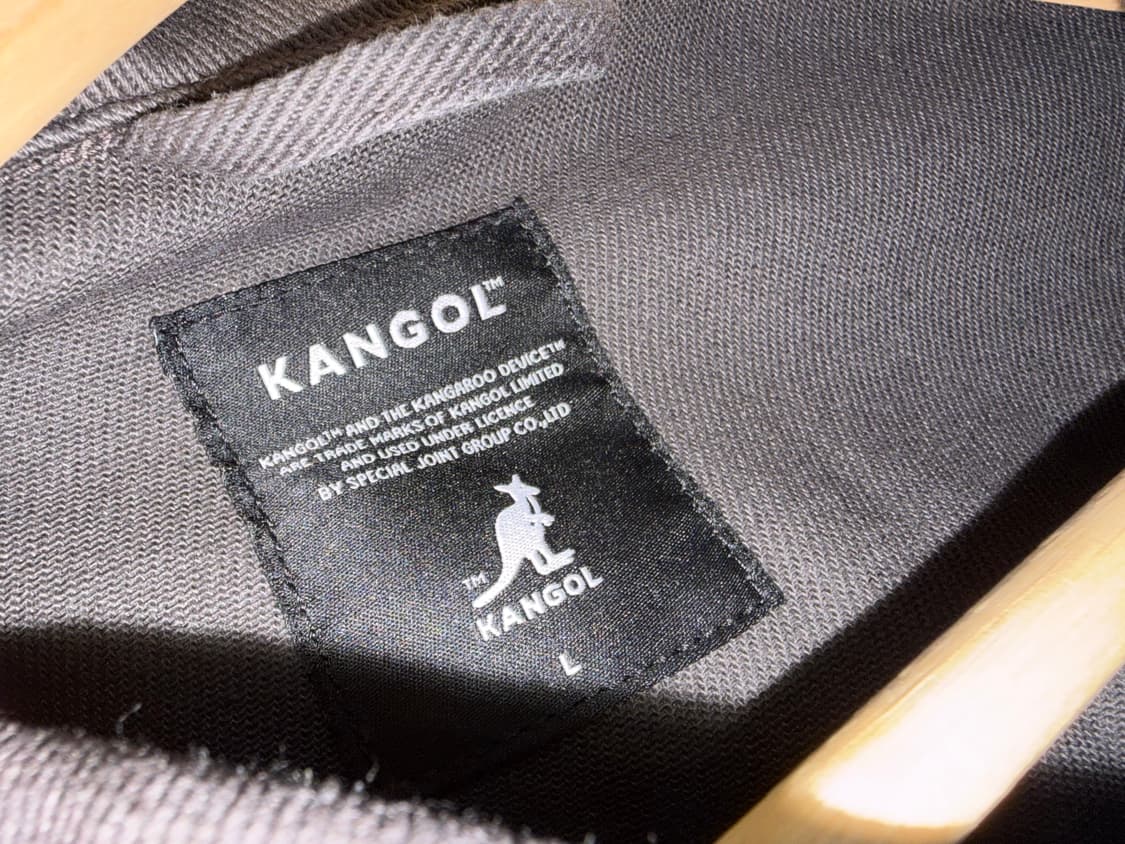 KANGOL™
KANGOL™ AND THE KANGAROO DEVICE™
ARE TRADE MARKS OF KANGOL LIMITED
AND USED UNDER LICENCE
BY SPECIAL JOINT GROUP CO.,LTD
TM
KANGOL
L